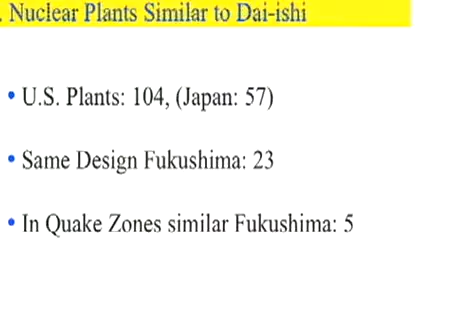 . Nuclear Plants Similar to Dai-ishi
• U.S. Plants: 104, (Japan: 57)
• Same Design Fukushima: 23
• In Quake Zones similar Fukushima: 5